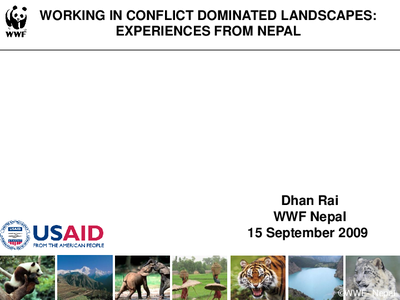 WORKING IN CONFLICT DOMINATED LANDSCAPES:
EXPERIENCES FROM NEPAL
WWF
Dhan Rai
WWF Nepal
15 September 2009
USAID
USAID
FROM THE AMERICAN PEOPLE
©WWF Nepal